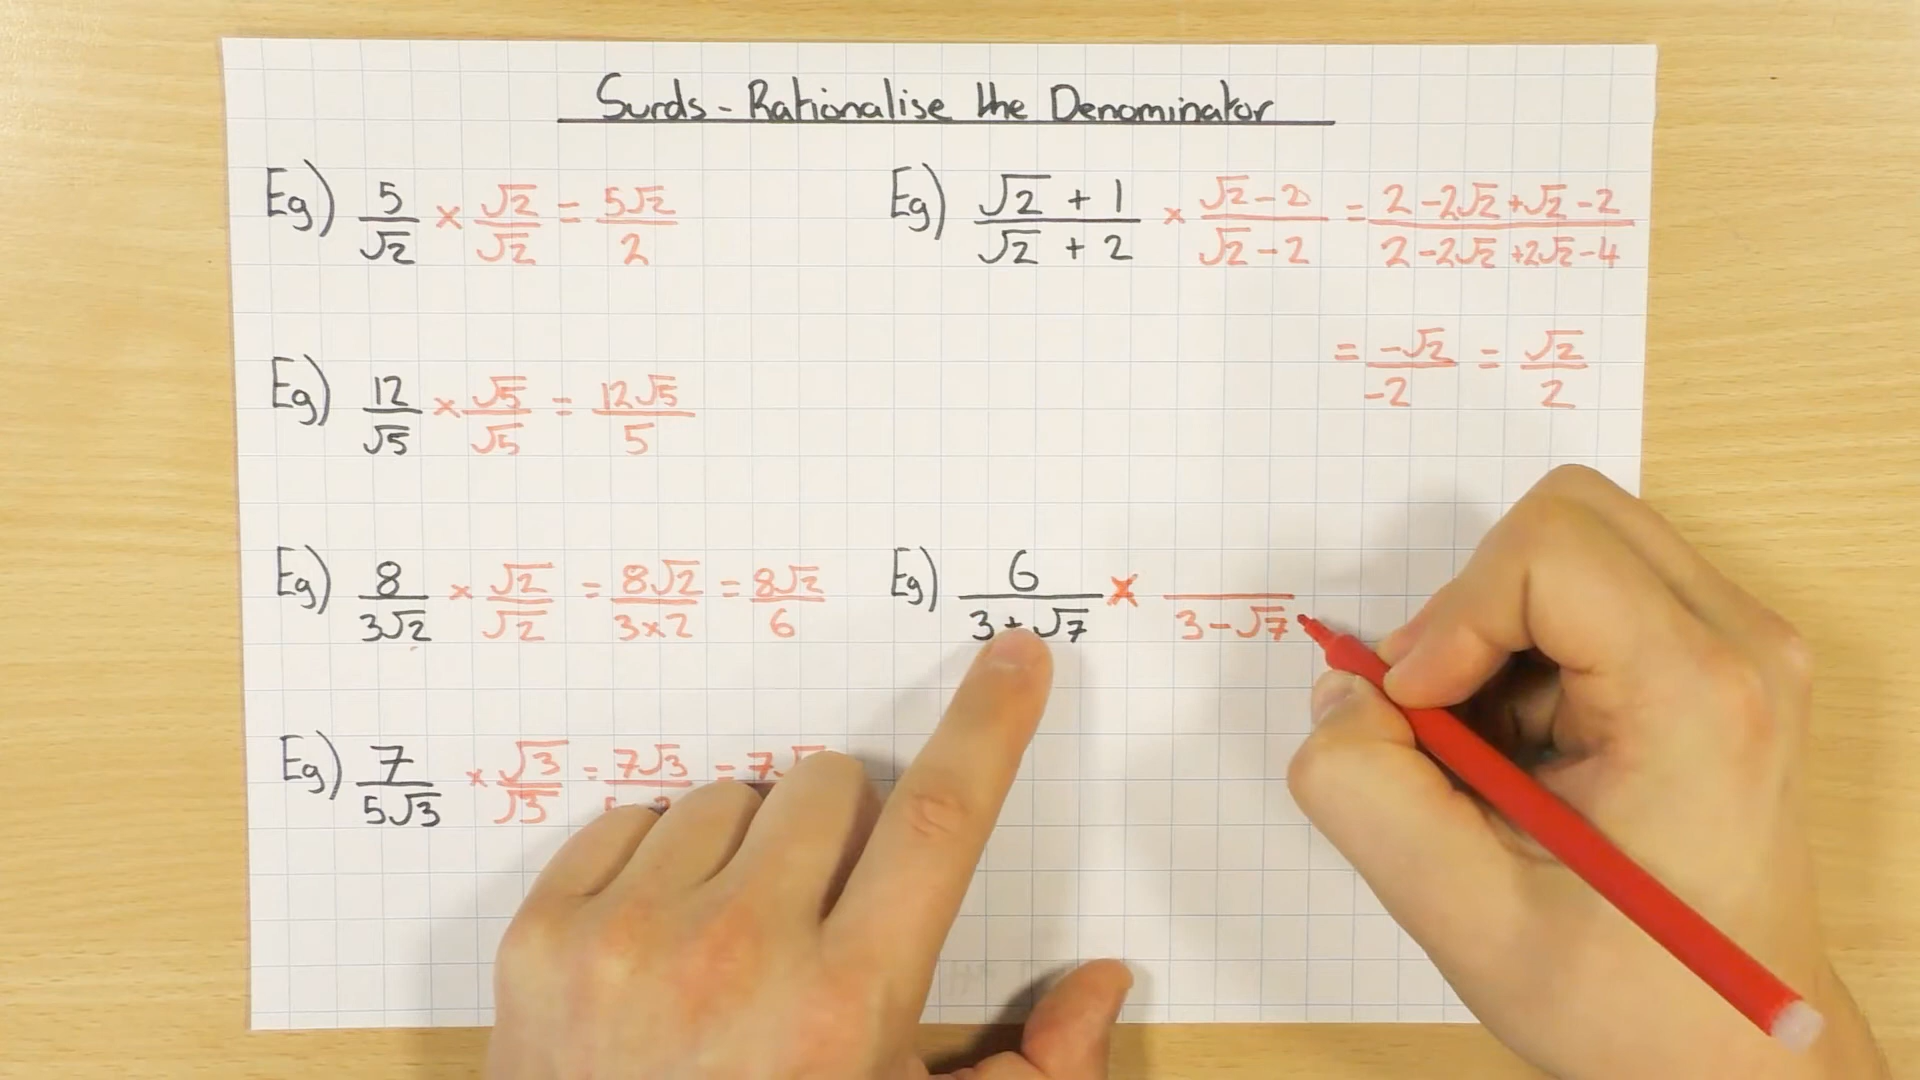 Surds - Rationalise the Denominator
Eg) 5/√2 × √2/√2 = 5√2/2
Eg) 12/√5 × √5/√5 = 12√5/5
Eg) 8/3√2 × √2/√2 = 8√2/3×2 = 8√2/6
Eg) 7/5√3 × √3/√3 = 7√3/ = 7√
Eg) √2 + 1/√2 + 2 × √2 - 2/√2 - 2 = 2 - 2√2 + √2 - 2/2 - 2√2 + 2√2 - 4
= -√2/-2 = √2/2
Eg) 6/3 + √7 × /3 - √7